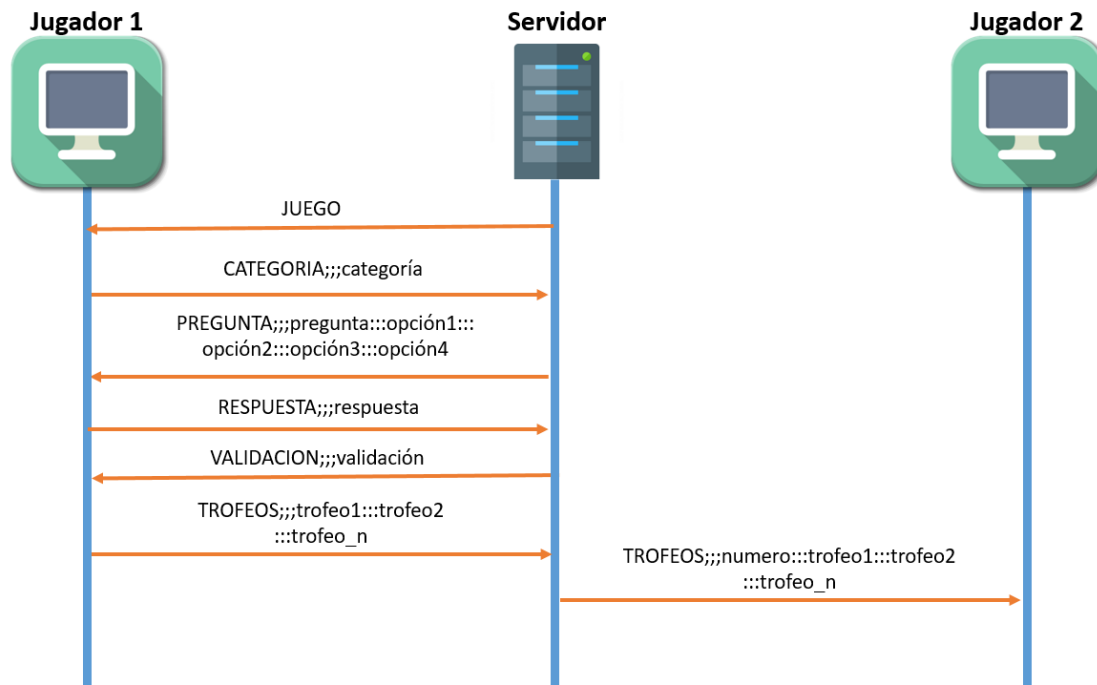 Jugador 1
Servidor
Jugador 2
JUEGO
CATEGORIA;;;categoría
PREGUNTA;;;pregunta:::opción1:::
opción2:::opción3:::opción4
RESPUESTA;;;respuesta
VALIDACION;;;validación
TROFEOS;;;trofeo1:::trofeo2
:::trofeo_n
TROFEOS;;;numero:::trofeo1:::trofeo2
:::trofeo_n